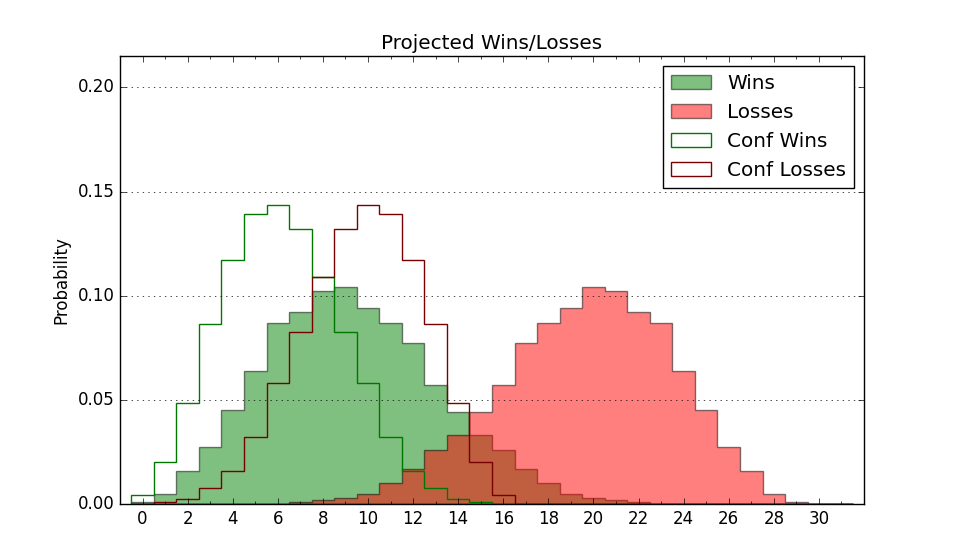 Projected Wins/Losses
Wins
Losses
Conf Wins
Conf Losses
Probability
0.20
0.15
0.10
0.05
0.00
0 2 4 6 8 10 12 14 16 18 20 22 24 26 28 30